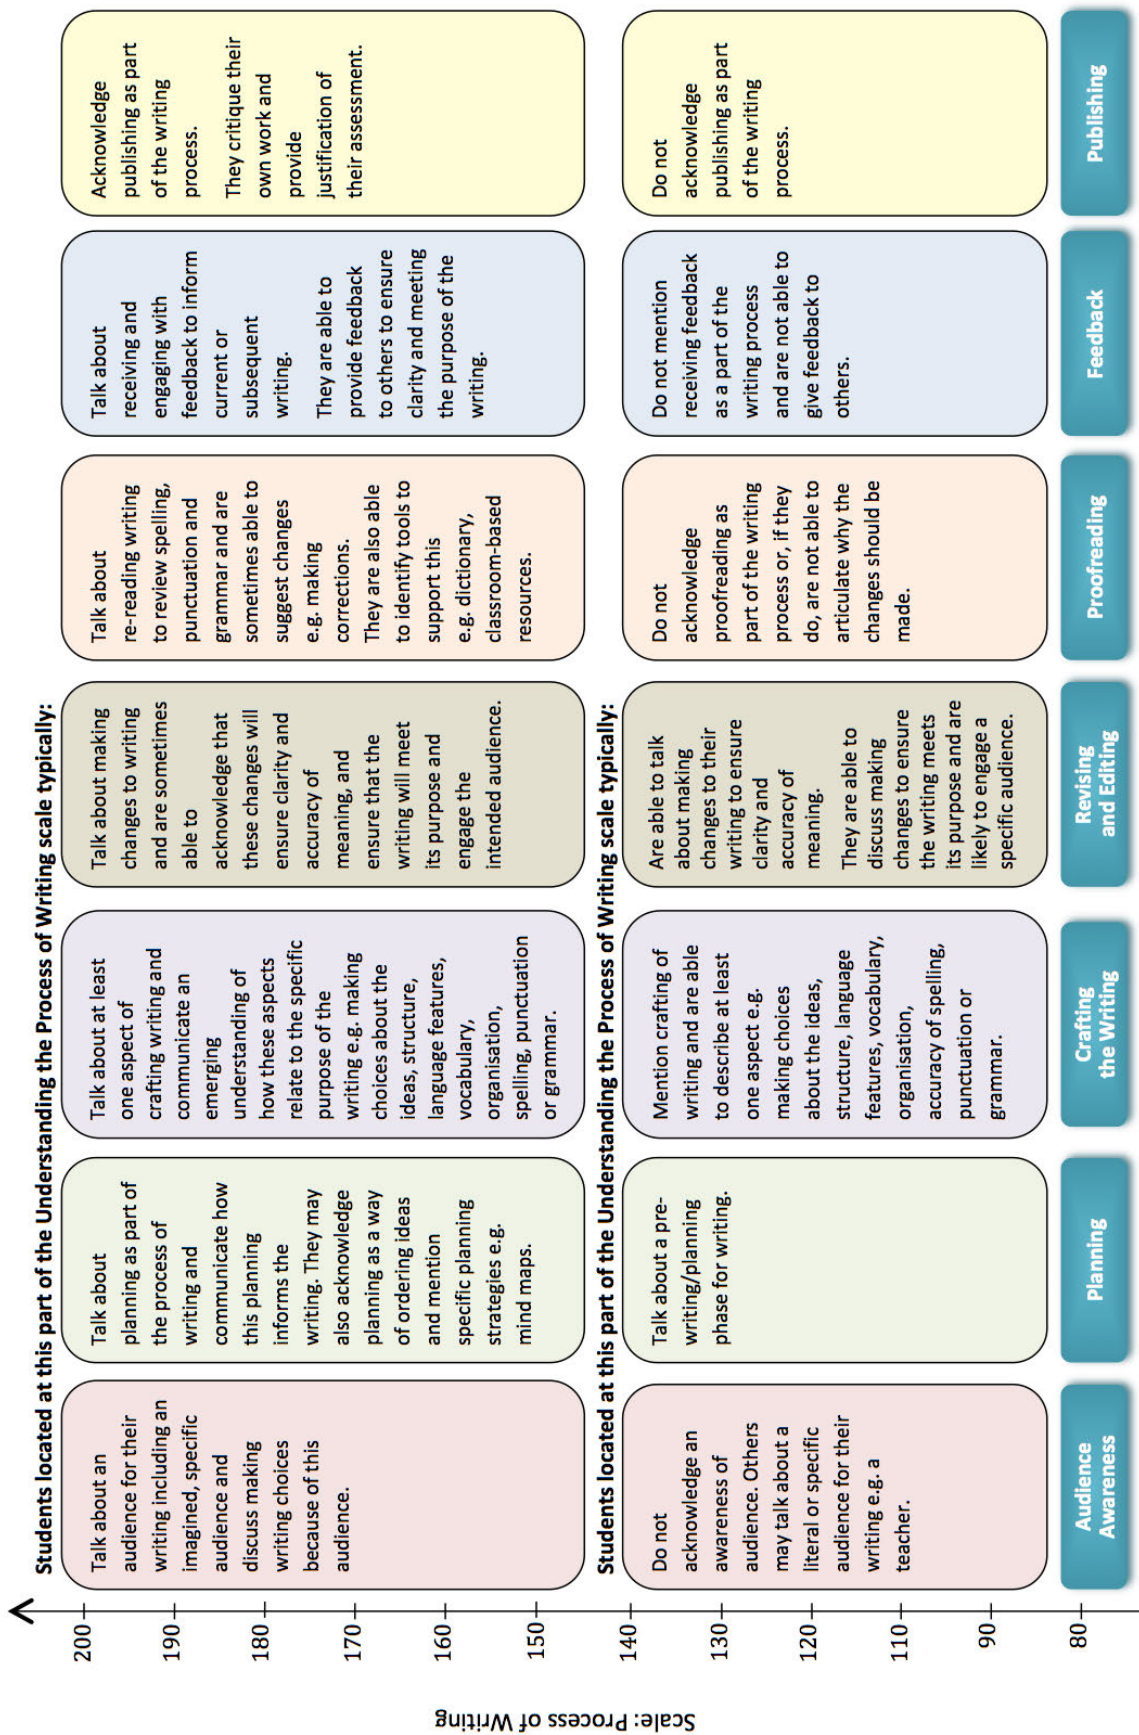 Students located at this part of the Understanding the Process of Writing scale typically:
Talk about an
audience for their
writing including an
imagined, specific
audience and
discuss making
writing choices
because of this
audience.
Talk about
planning as part of
the process of
writing and
communicate how
this planning
informs the
writing. They may
also acknowledge
planning as a way
of ordering ideas
and mention
specific planning
strategies e.g.
mind maps.
Talk about at least
one aspect of
crafting writing and
communicate an
emerging
understanding of
how these aspects
relate to the specific
purpose of the
writing e.g. making
choices about the
ideas, structure,
language features,
vocabulary,
organisation,
spelling, punctuation
or grammar.
Talk about making
changes to writing
and are sometimes
able to
acknowledge that
these changes will
ensure clarity and
accuracy of
meaning, and
ensure that the
writing will meet
its purpose and
engage the
intended audience.
Talk about
re-reading writing
to review spelling,
punctuation and
grammar and are
sometimes able to
suggest changes
e.g. making
corrections.
They are also able
to identify tools to
support this
e.g. dictionary,
classroom-based
resources.
Talk about
receiving and
engaging with
feedback to inform
current or
subsequent
writing.
They are able to
provide feedback
to others to ensure
clarity and meeting
the purpose of the
writing.
Acknowledge
publishing as part
of the writing
process.
They critique their
own work and
provide
justification of
their assessment.
Students located at this part of the Understanding the Process of Writing scale typically:
Do not
acknowledge an
awareness of
audience. Others
may talk about a
literal or specific
audience for their
writing e.g. a
teacher.
Talk about a pre-
writing/planning
phase for writing.
Mention crafting of
writing and are able
to describe at least
one aspect e.g.
making choices
about the ideas,
structure, language
features, vocabulary,
organisation,
accuracy of spelling,
punctuation or
grammar.
Are able to talk
about making
changes to their
writing to ensure
clarity and
accuracy of
meaning.
They are able to
discuss making
changes to ensure
the writing meets
its purpose and are
likely to engage a
specific audience.
Do not
acknowledge
proofreading as
part of the writing
process or, if they
do, are not able to
articulate why the
changes should be
made.
Do not mention
receiving feedback
as a part of the
writing process
and are not able to
give feedback to
others.
Do not
acknowledge
publishing as part
of the writing
process.
Audience
Awareness
Planning
Crafting
the Writing
Revising
and Editing
Proofreading
Feedback
Publishing
200
190
180
170
160
150
140
130
120
110
90
80
Scale: Process of Writing